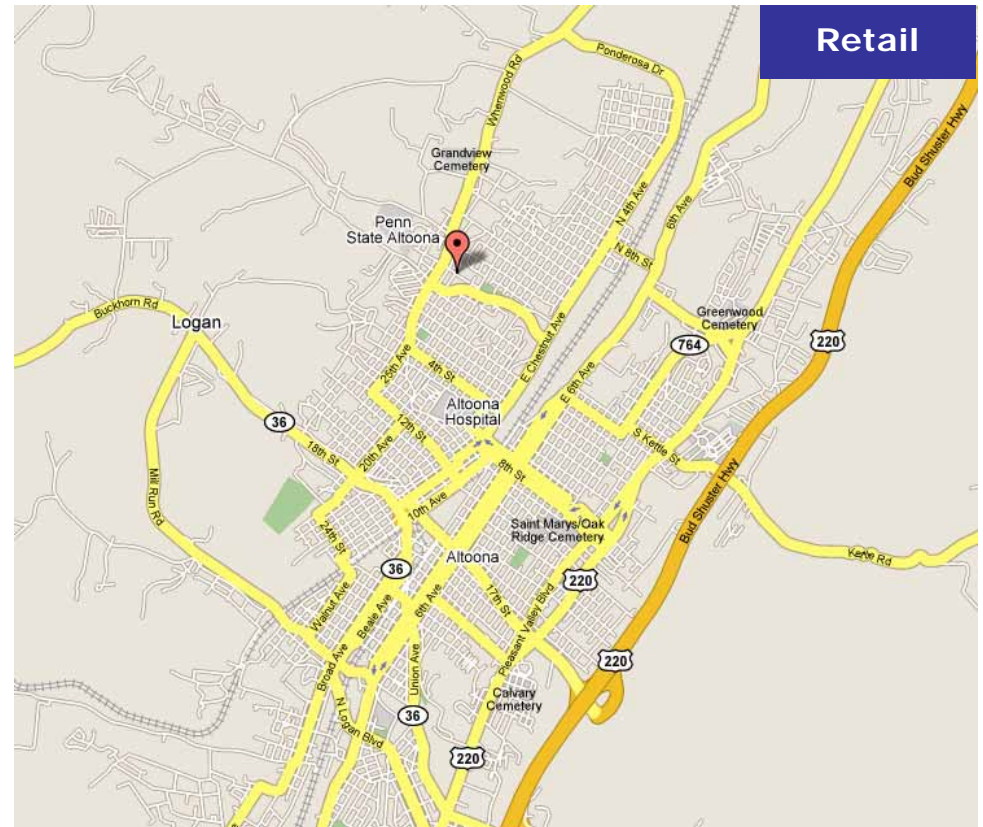 Retail
Ponderosa Dr
Wherwood Rd
Bud Shuster Hwy
Grandview
Cemetery
N 4th Ave
6th Ave
Penn
State Altoona
N 8th St
Buckhorn Rd
Logan
Greenwood
Cemetery
220
764
25th Ave
4th St
E Chestnut Ave
E 6th Ave
Altoona
Hospital
36
12th St
18th St
20th Ave
S Kettle St
8th St
Mill Run Rd
10th Ave
Bud Shuster Hwy
24th St
Saint Marys/Oak
Ridge Cemetery
Kettle Rd
Altoona
36
220
Walnut Ave
Beale Ave
6th Ave
17th St
Pleasant Valley Blvd
220
Broad Ave
Union Ave
Calvary
Cemetery
N Logan Blvd
36
220